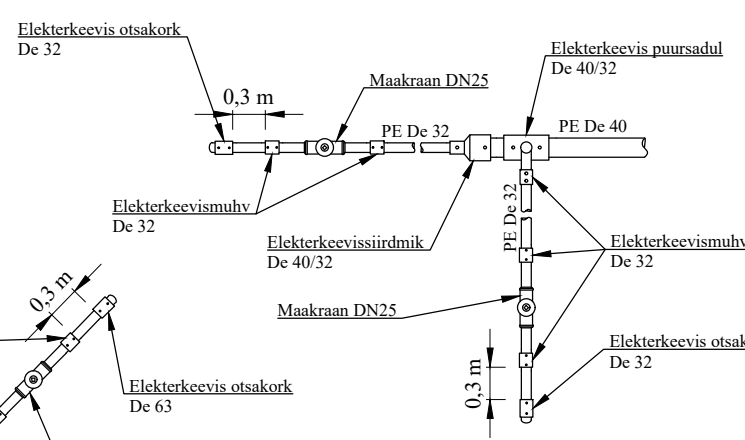 Elekterkeevis otsakork
De 32
Elekterkeevis puursadul
De 40/32
Maakraan DN25
0,3 m
PE De 32
PE De 40
Elekterkeevismuhv
De 32
PE De 32
Elekterkeevissiirdmik
De 40/32
Elekterkeevismuhv
De 32
0,3 m
Maakraan DN25
Elekterkeevis
De 32
0,3 m
Elekterkeevis otsakork
De 63